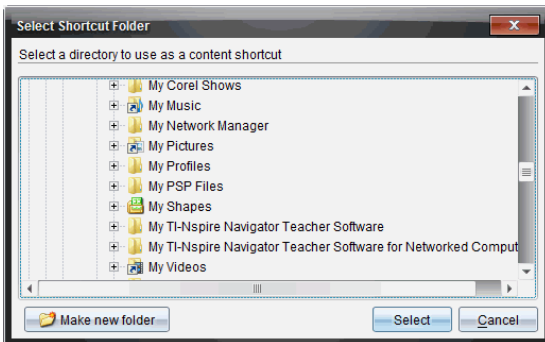 Select Shortcut Folder
Select a directory to use as a content shortcut
My Corel Shows
My Music
My Network Manager
My Pictures
My Profiles
My PSP Files
My Shapes
My TI-Nspire Navigator Teacher Software
My TI-Nspire Navigator Teacher Software for Networked Comput
My Videos
Make new folder
Select
Cancel